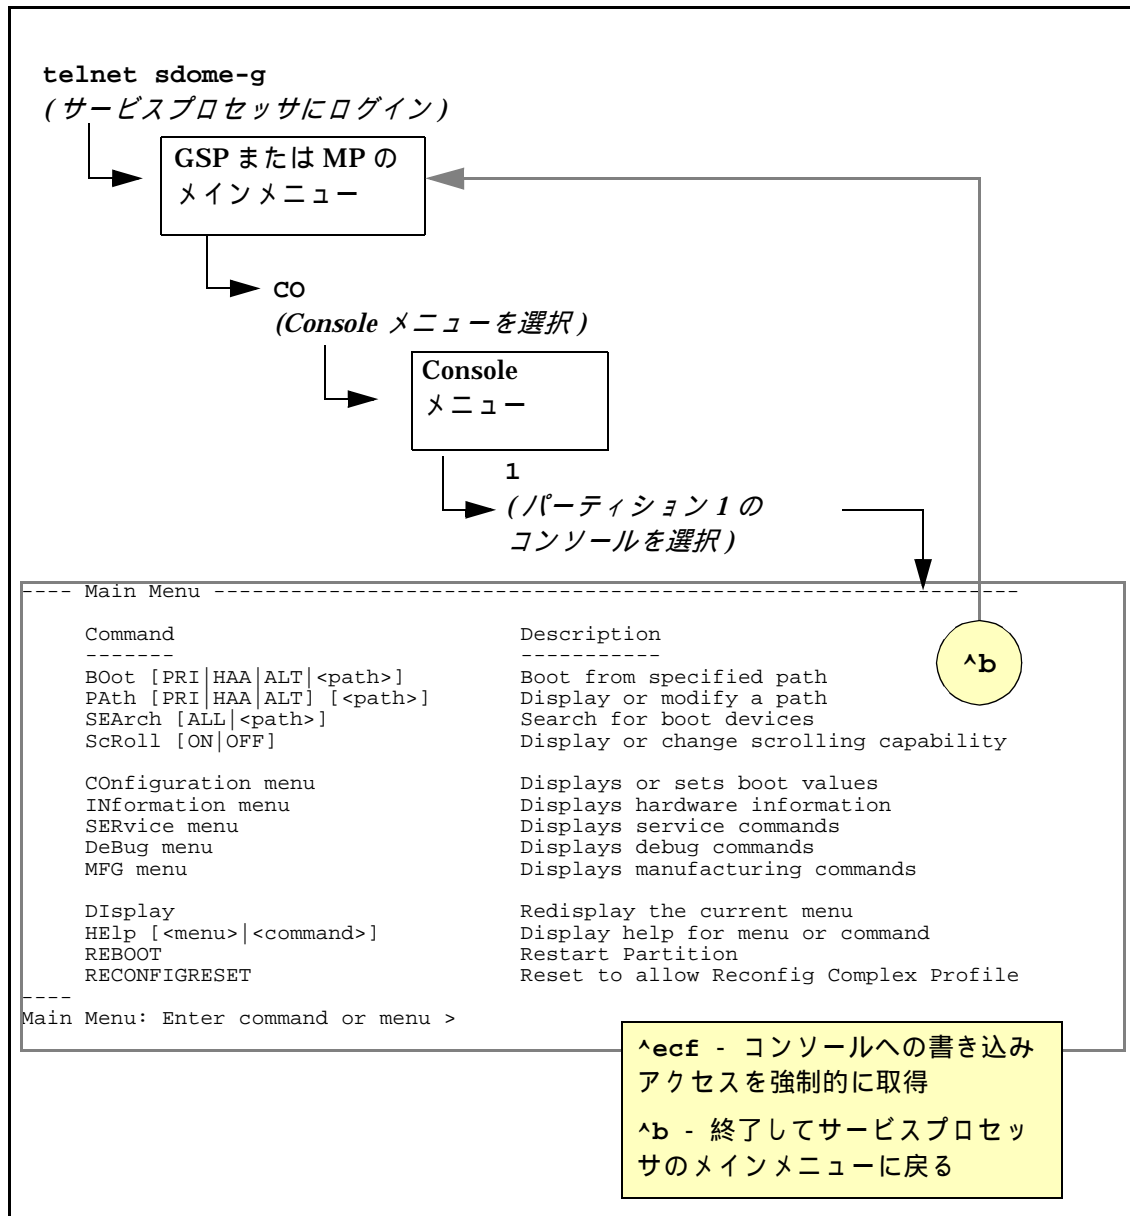 telnet sdome-g
(サービスプロセッサにログイン)
GSP または MP の
メインメニュー
CO
(Console メニューを選択)
Console
メニュー
1
(パーティション 1 の
コンソールを選択)
---- Main Menu ---------------------------------------------------------------
Command Description
------- -----------
BOot [PRI|HAA|ALT|<path>] Boot from specified path
PAth [PRI|HAA|ALT] [<path>] Display or modify a path
SEArch [ALL|<path>] Search for boot devices
ScRoll [ON|OFF] Display or change scrolling capability
COnfiguration menu Displays or sets boot values
INformation menu Displays hardware information
SERvice menu Displays service commands
DeBug menu Displays debug commands
MFG menu Displays manufacturing commands
DIsplay Redisplay the current menu
HElp [<menu>|<command>] Display help for menu or command
REBOOT Restart Partition
RECONFIGRESET Reset to allow Reconfig Complex Profile
----
Main Menu: Enter command or menu >
^b
^ecf - コンソールへの書き込み
アクセスを強制的に取得
^b - 終了してサービスプロセッ
サのメインメニューに戻る